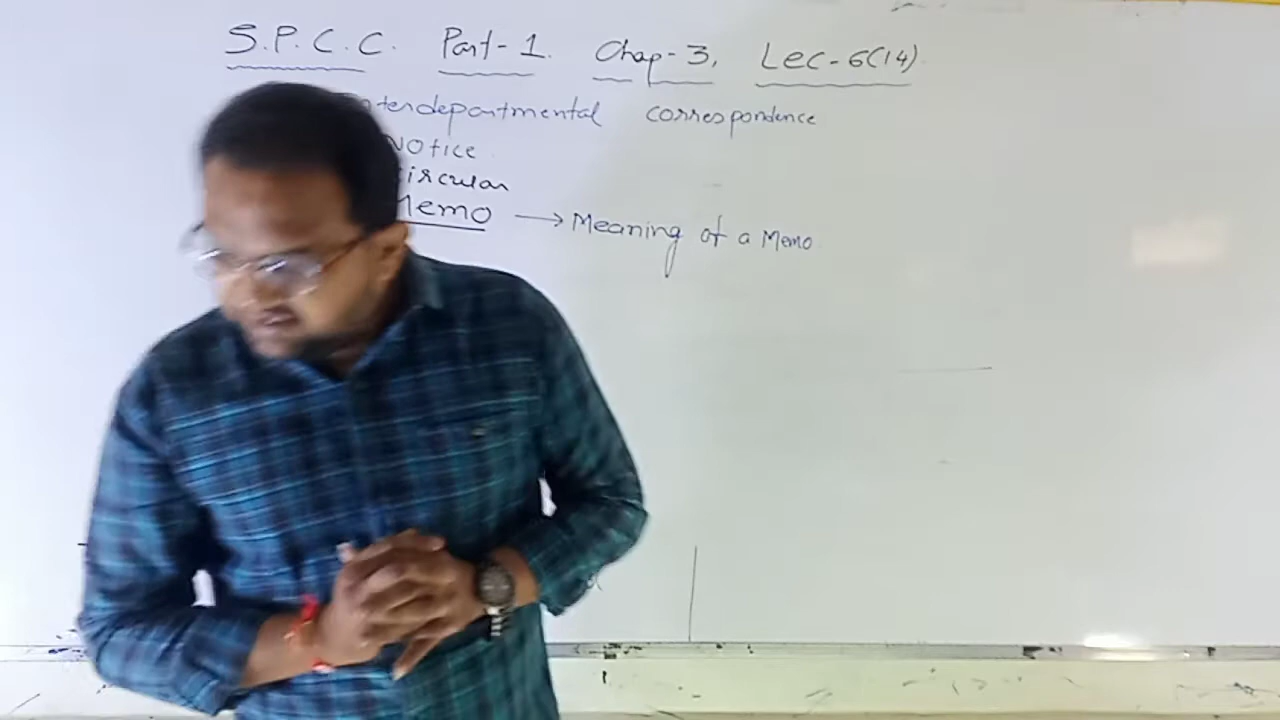 S.P.C.C. Part-1. Chap-3, Lec-6(14)
nterdepartmental correspondence
Notice
ircular
Memo → Meaning of a Memo